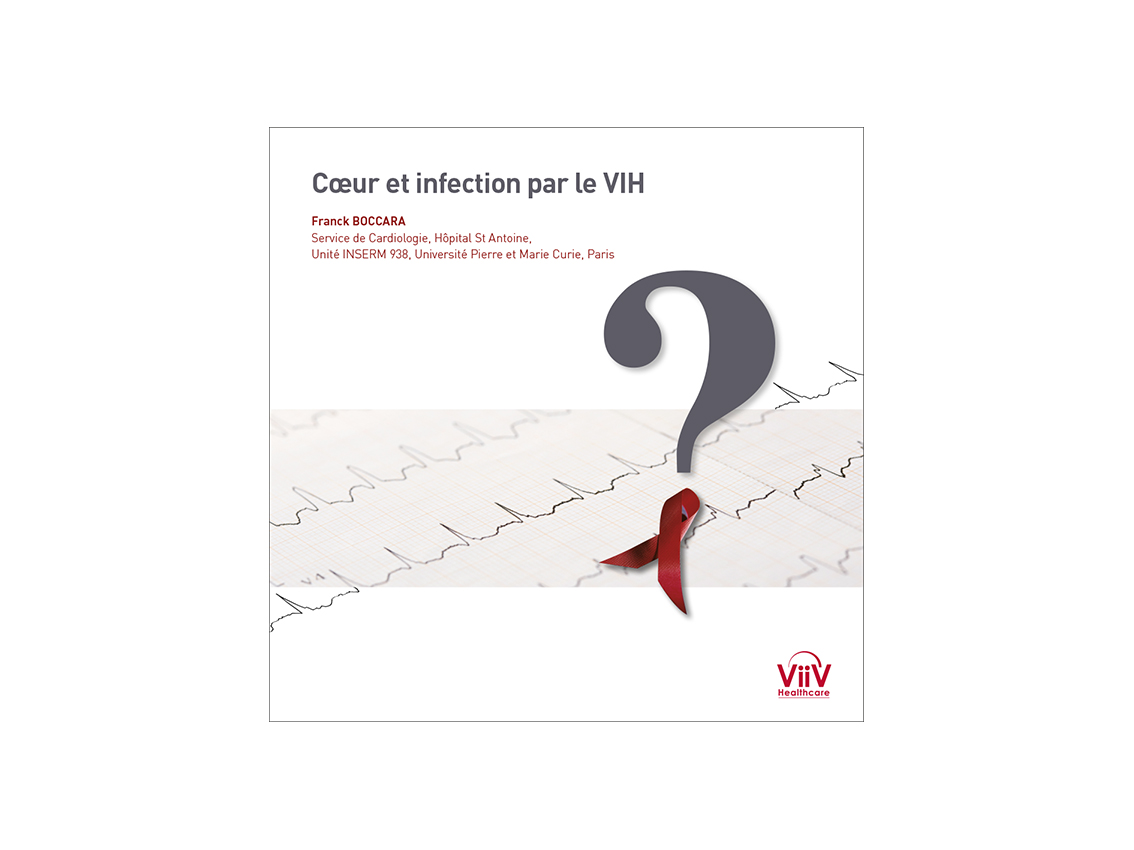 Cœur et infection par le VIH
Franck BOCCARA
Service de Cardiologie, Hôpital St Antoine,
Unité INSERM 938, Université Pierre et Marie Curie, Paris
?
V4
ViiV
Healthcare